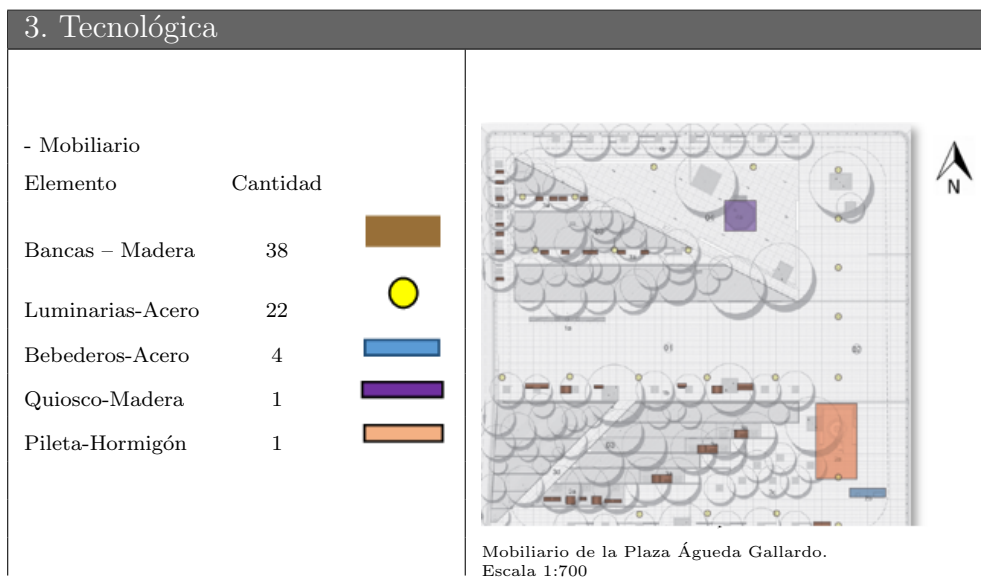 3. Tecnológica
- Mobiliario
Elemento Cantidad
Bancas – Madera 38
Luminarias-Acero 22
Bebederos-Acero 4
Quiosco-Madera 1
Pileta-Hormigón 1
N
Mobiliario de la Plaza Águeda Gallardo.
Escala 1:700